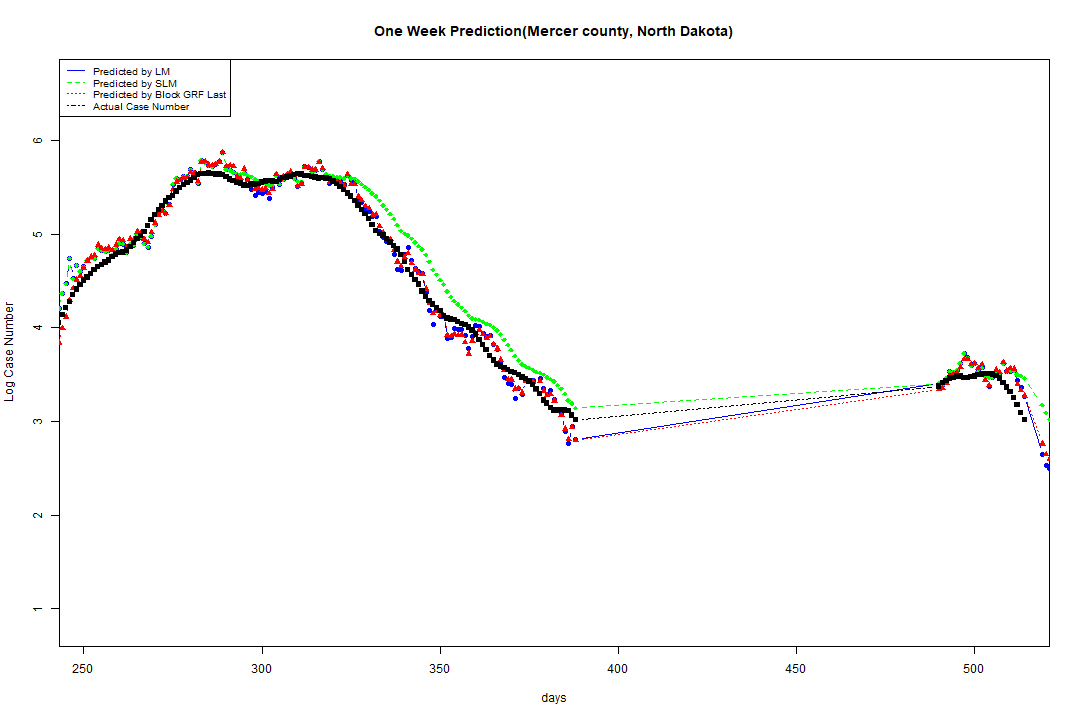 One Week Prediction(Mercer county, North Dakota)
Predicted by LM
Predicted by SLM
Predicted by Block GRF Last
Actual Case Number
6
5
4
3
2
1
Log Case Number
250 300 350 400 450 500
days